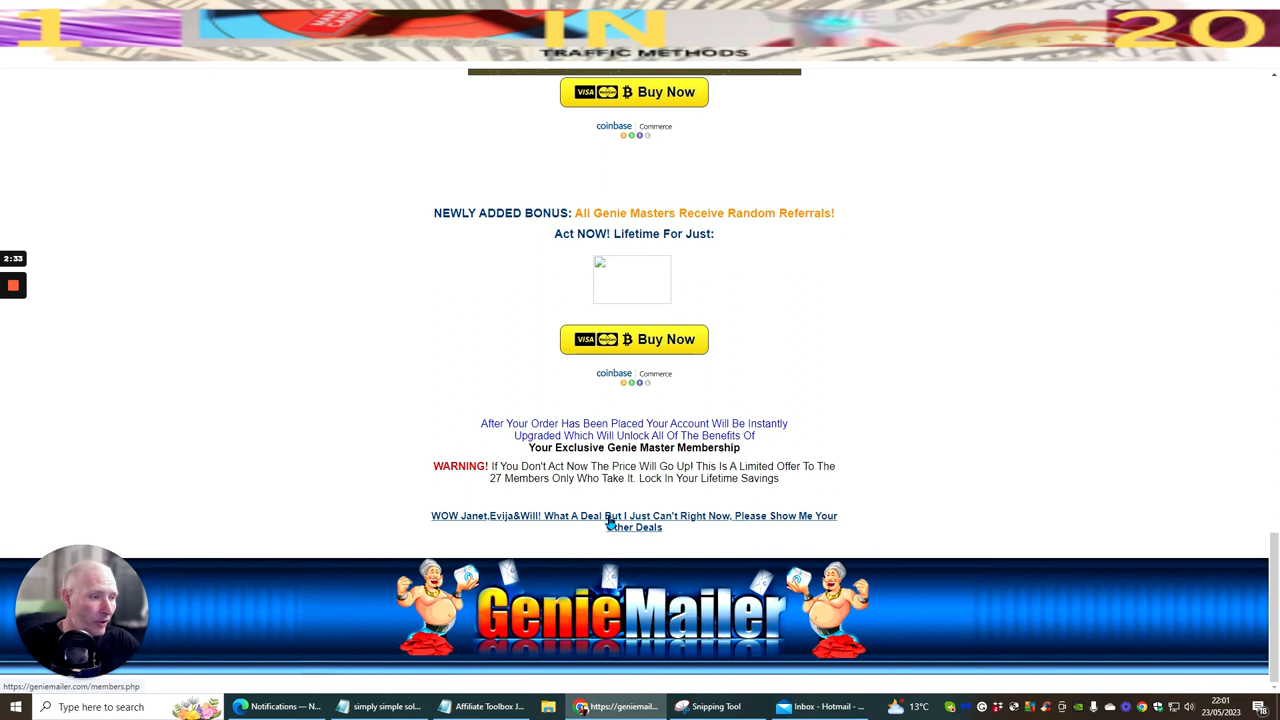 1 IN 20
TRAFFIC METHODS
VISA MasterCard Buy Now
coinbase | Commerce
NEWLY ADDED BONUS: All Genie Masters Receive Random Referrals!
Act NOW! Lifetime For Just:
VISA MasterCard Buy Now
coinbase | Commerce
After Your Order Has Been Placed Your Account Will Be Instantly
Upgraded Which Will Unlock All Of The Benefits Of
Your Exclusive Genie Master Membership
WARNING! If You Don't Act Now The Price Will Go Up! This Is A Limited Offer To The
27 Members Only Who Take It. Lock In Your Lifetime Savings
WOW Janet,Evija&Will! What A Deal But I Just Can't Right Now, Please Show Me Your
Other Deals
2:33
GenieMailer
https://geniemailer.com/members.php
Type here to search
Notifications — N...
simply simple sol...
Affiliate Toolbox J...
https://geniemail...
Snipping Tool
Inbox - Hotmail - ...
13°C
22:01
23/05/2023
18